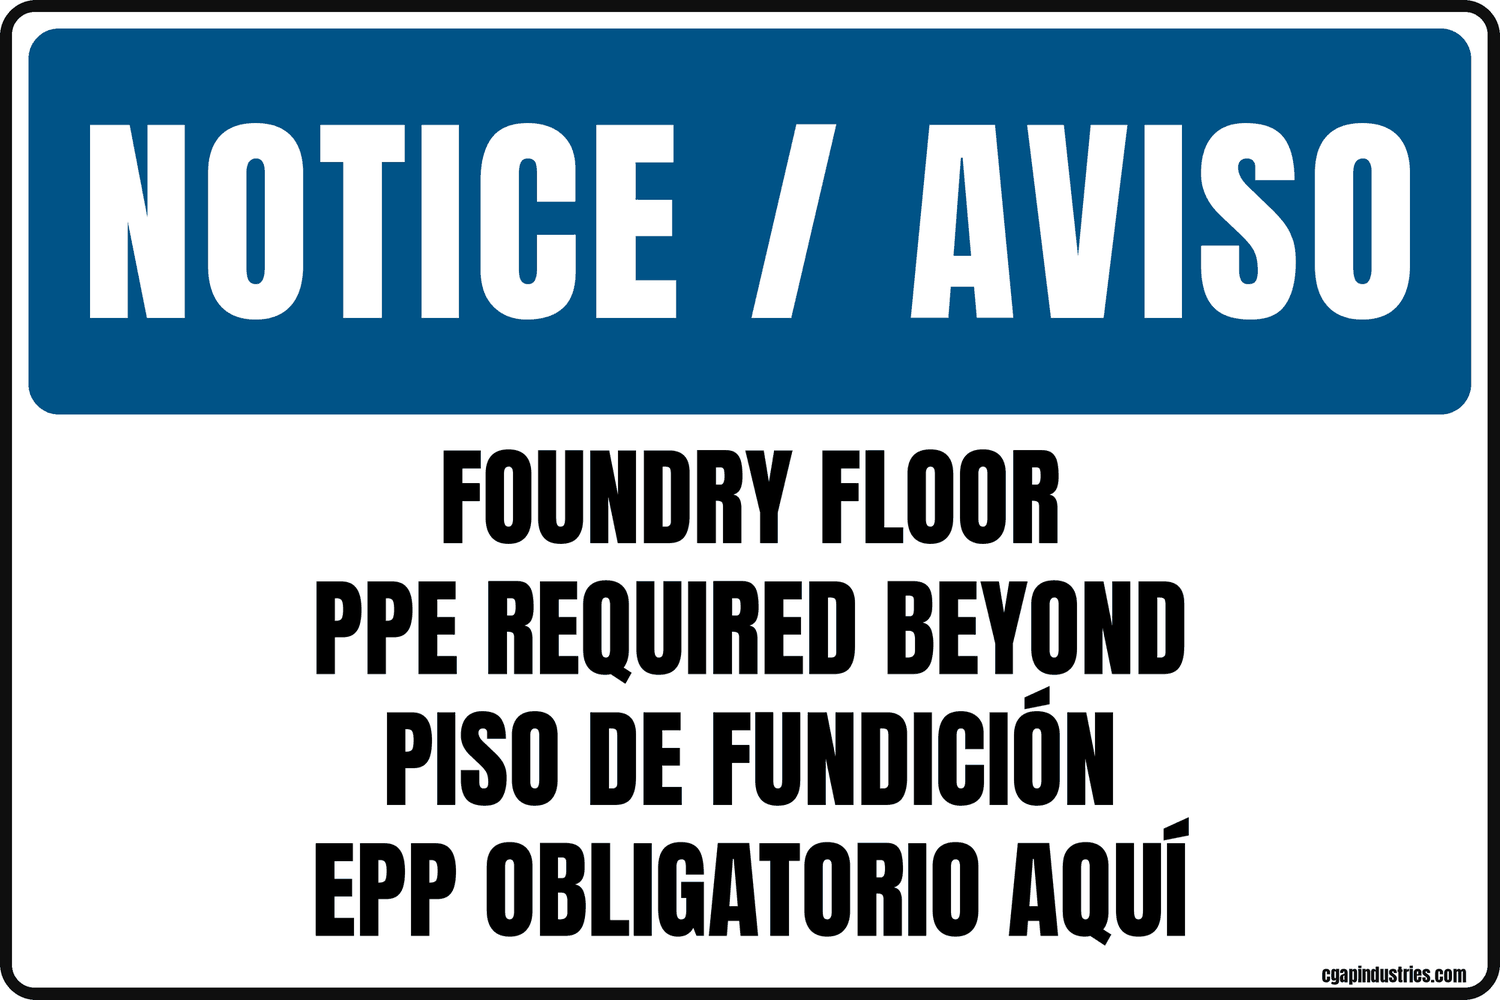 NOTICE / AVISO
FOUNDRY FLOOR
PPE REQUIRED BEYOND
PISO DE FUNDICIÓN
EPP OBLIGATORIO AQUÍ
cgapindustries.com